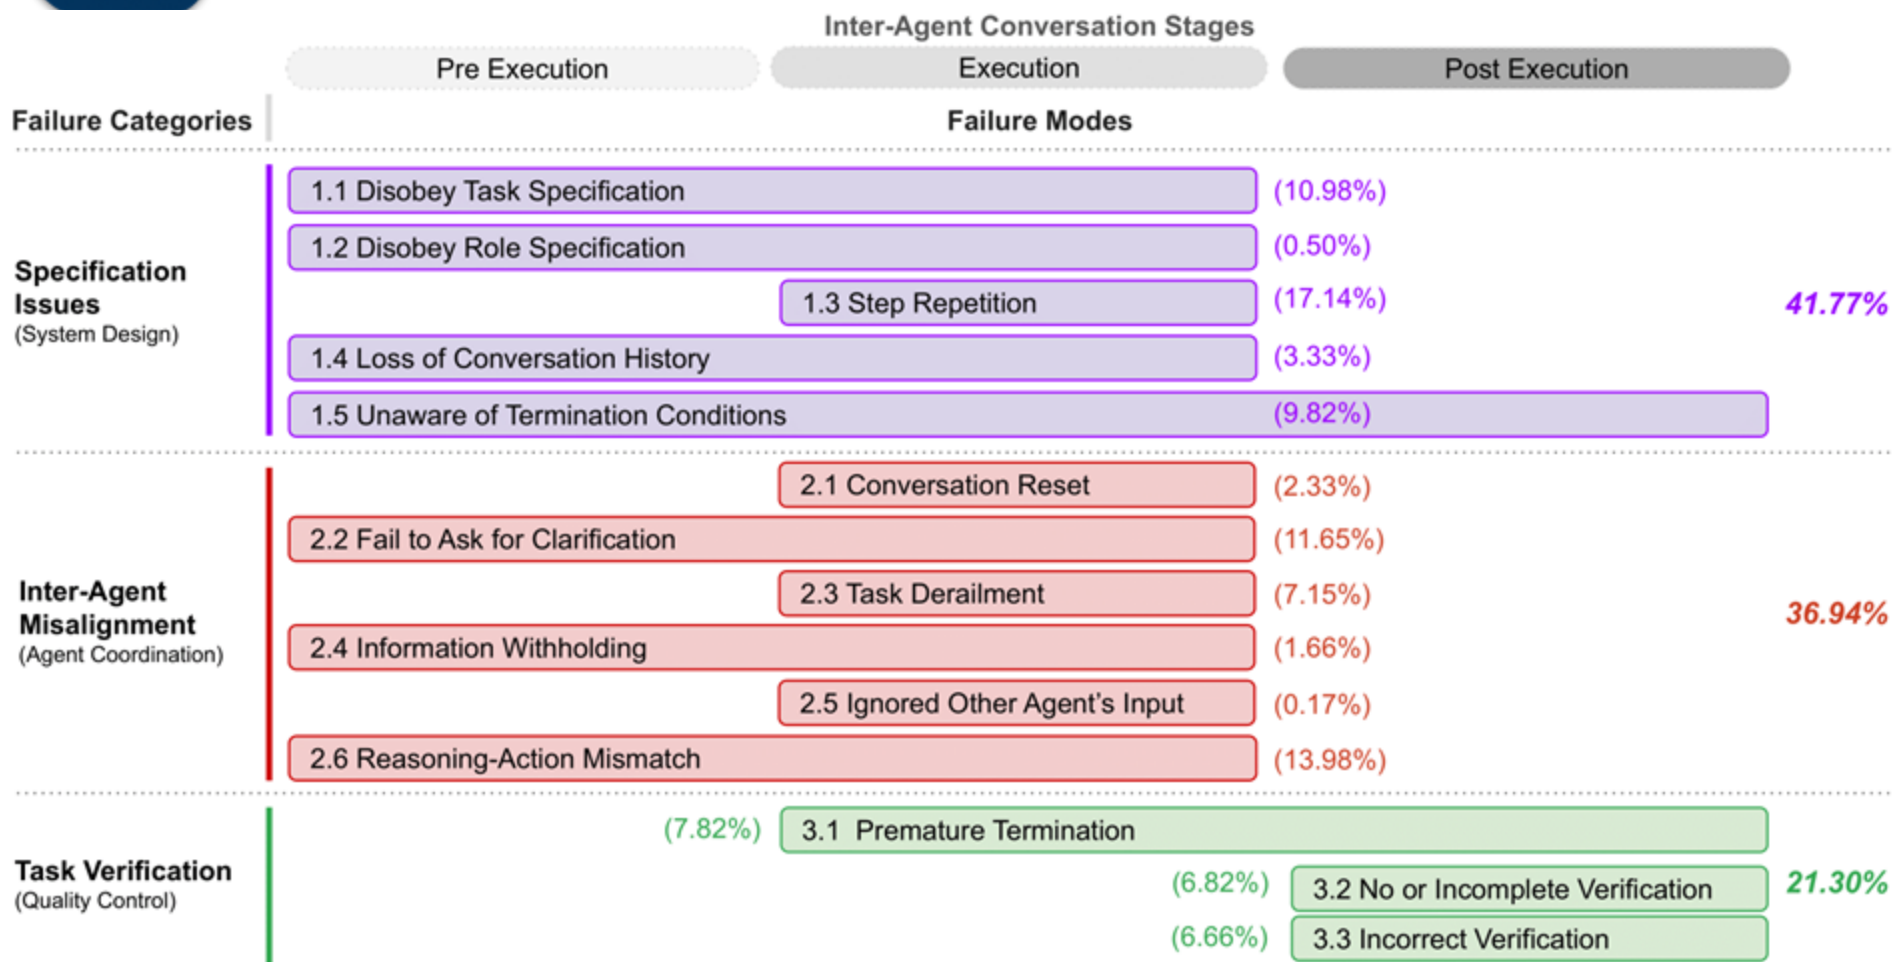 Inter-Agent Conversation Stages
Pre Execution
Execution
Post Execution
Failure Categories
Failure Modes
Specification
Issues
(System Design)
1.1 Disobey Task Specification
(10.98%)
1.2 Disobey Role Specification
(0.50%)
1.3 Step Repetition
(17.14%)
1.4 Loss of Conversation History
(3.33%)
1.5 Unaware of Termination Conditions
(9.82%)
41.77%
Inter-Agent
Misalignment
(Agent Coordination)
2.1 Conversation Reset
(2.33%)
2.2 Fail to Ask for Clarification
(11.65%)
2.3 Task Derailment
(7.15%)
2.4 Information Withholding
(1.66%)
2.5 Ignored Other Agent’s Input
(0.17%)
2.6 Reasoning-Action Mismatch
(13.98%)
36.94%
Task Verification
(Quality Control)
(7.82%)
3.1 Premature Termination
(6.82%)
3.2 No or Incomplete Verification
(6.66%)
3.3 Incorrect Verification
21.30%